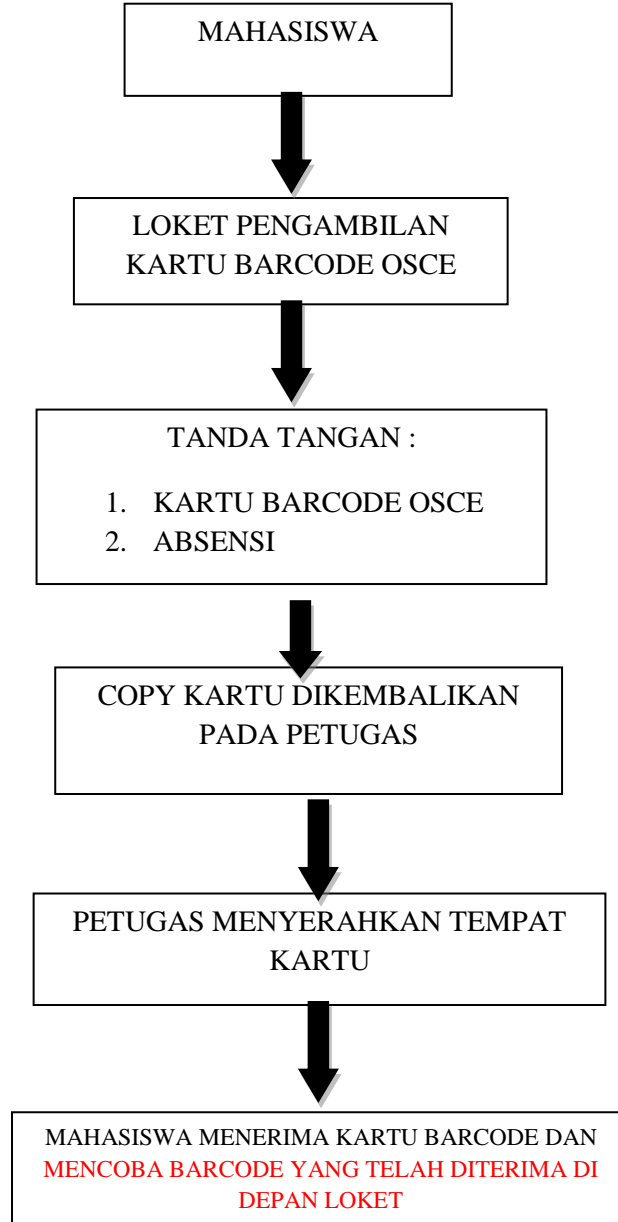 MAHASISWA
LOKET PENGAMBILAN
KARTU BARCODE OSCE
TANDA TANGAN :
1. KARTU BARCODE OSCE
2. ABSENSI
COPY KARTU DIKEMBALIKAN
PADA PETUGAS
PETUGAS MENYERAHKAN TEMPAT
KARTU
MAHASISWA MENERIMA KARTU BARCODE DAN
MENCOBA BARCODE YANG TELAH DITERIMA DI
DEPAN LOKET